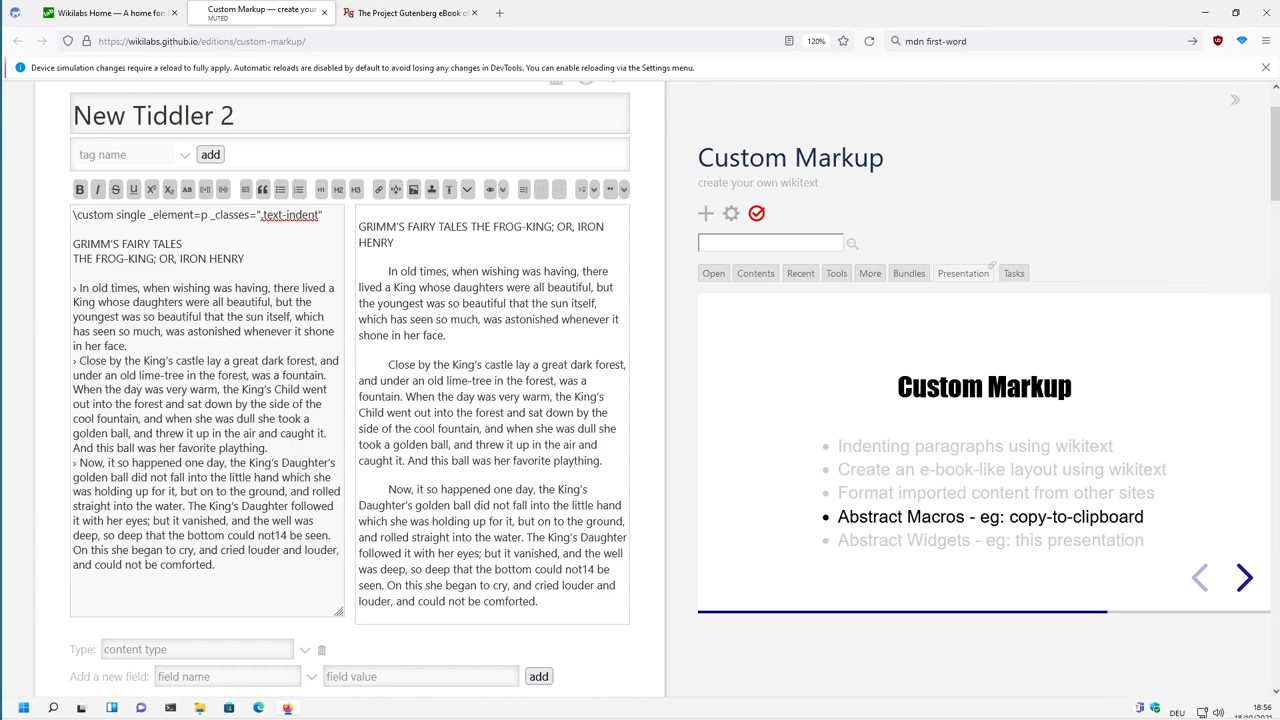 Wikilabs Home — A home for l
Custom Markup — create your
MUTED
The Project Gutenberg eBook of
https://wikilabs.github.io/editions/custom-markup/
120%
mdn first-word
Device simulation changes require a reload to fully apply. Automatic reloads are disabled by default to avoid losing any changes in DevTools. You can enable reloading via the Settings menu.
New Tiddler 2
tag name
add
B I S U X² X₂ AB
H1 H2 H3
\custom single _element=p _classes=".text-indent"
GRIMM'S FAIRY TALES
THE FROG-KING; OR, IRON HENRY
› In old times, when wishing was having, there lived a
King whose daughters were all beautiful, but the
youngest was so beautiful that the sun itself, which
has seen so much, was astonished whenever it shone
in her face.
› Close by the King's castle lay a great dark forest, and
under an old lime-tree in the forest, was a fountain.
When the day was very warm, the King's Child went
out into the forest and sat down by the side of the
cool fountain, and when she was dull she took a
golden ball, and threw it up in the air and caught it.
And this ball was her favorite plaything.
› Now, it so happened one day, the King's Daughter's
golden ball did not fall into the little hand which she
was holding up for it, but on to the ground, and rolled
straight into the water. The King's Daughter followed
it with her eyes; but it vanished, and the well was
deep, so deep that the bottom could not14 be seen.
On this she began to cry, and cried louder and louder,
and could not be comforted.
GRIMM'S FAIRY TALES THE FROG-KING; OR, IRON
HENRY
In old times, when wishing was having, there
lived a King whose daughters were all beautiful, but
the youngest was so beautiful that the sun itself,
which has seen so much, was astonished whenever it
shone in her face.
Close by the King's castle lay a great dark forest,
and under an old lime-tree in the forest, was a
fountain. When the day was very warm, the King's
Child went out into the forest and sat down by the
side of the cool fountain, and when she was dull she
took a golden ball, and threw it up in the air and
caught it. And this ball was her favorite plaything.
Now, it so happened one day, the King's
Daughter's golden ball did not fall into the little hand
which she was holding up for it, but on to the ground,
and rolled straight into the water. The King's Daughter
followed it with her eyes; but it vanished, and the well
was deep, so deep that the bottom could not14 be
seen. On this she began to cry, and cried louder and
louder, and could not be comforted.
Type:
content type
Add a new field:
field name
field value
add
Custom Markup
create your own wikitext
Open
Contents
Recent
Tools
More
Bundles
Presentation
Tasks
Custom Markup
• Indenting paragraphs using wikitext
• Create an e-book-like layout using wikitext
• Format imported content from other sites
• Abstract Macros - eg: copy-to-clipboard
• Abstract Widgets - eg: this presentation
DEU
18:56
18/10/2021